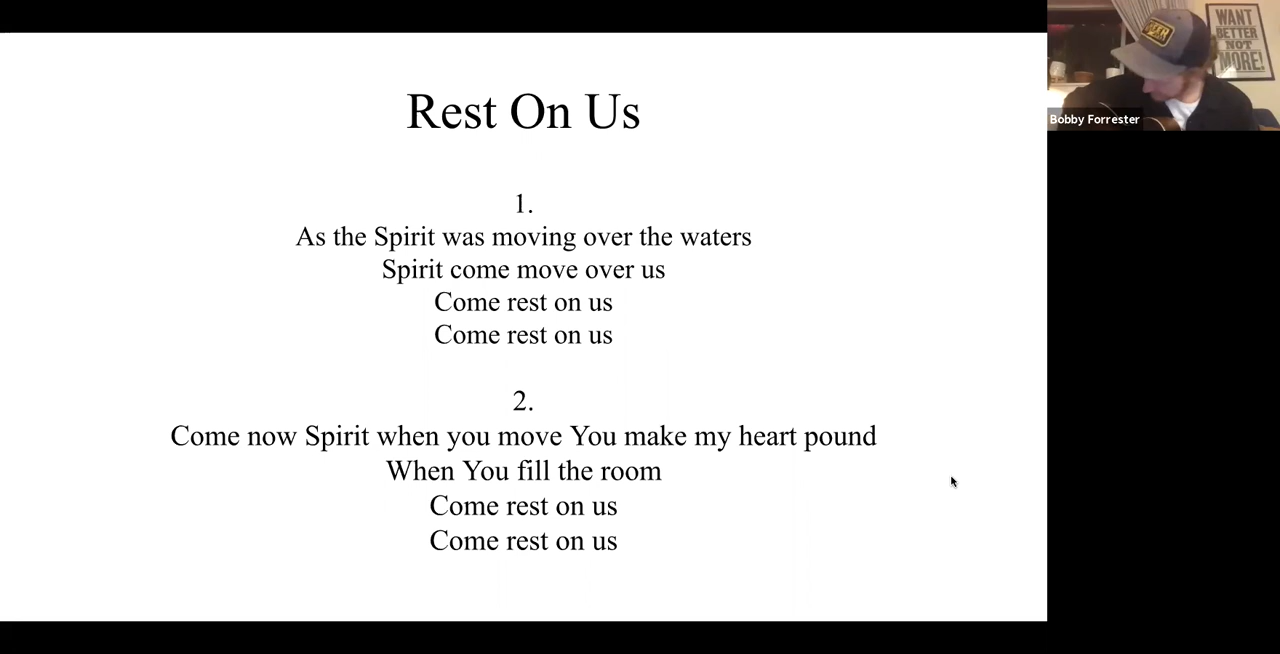 Rest On Us
1.
As the Spirit was moving over the waters
Spirit come move over us
Come rest on us
Come rest on us
2.
Come now Spirit when you move You make my heart pound
When You fill the room
Come rest on us
Come rest on us
WANT
BETTER
NOT
MORE!
Bobby Forrester